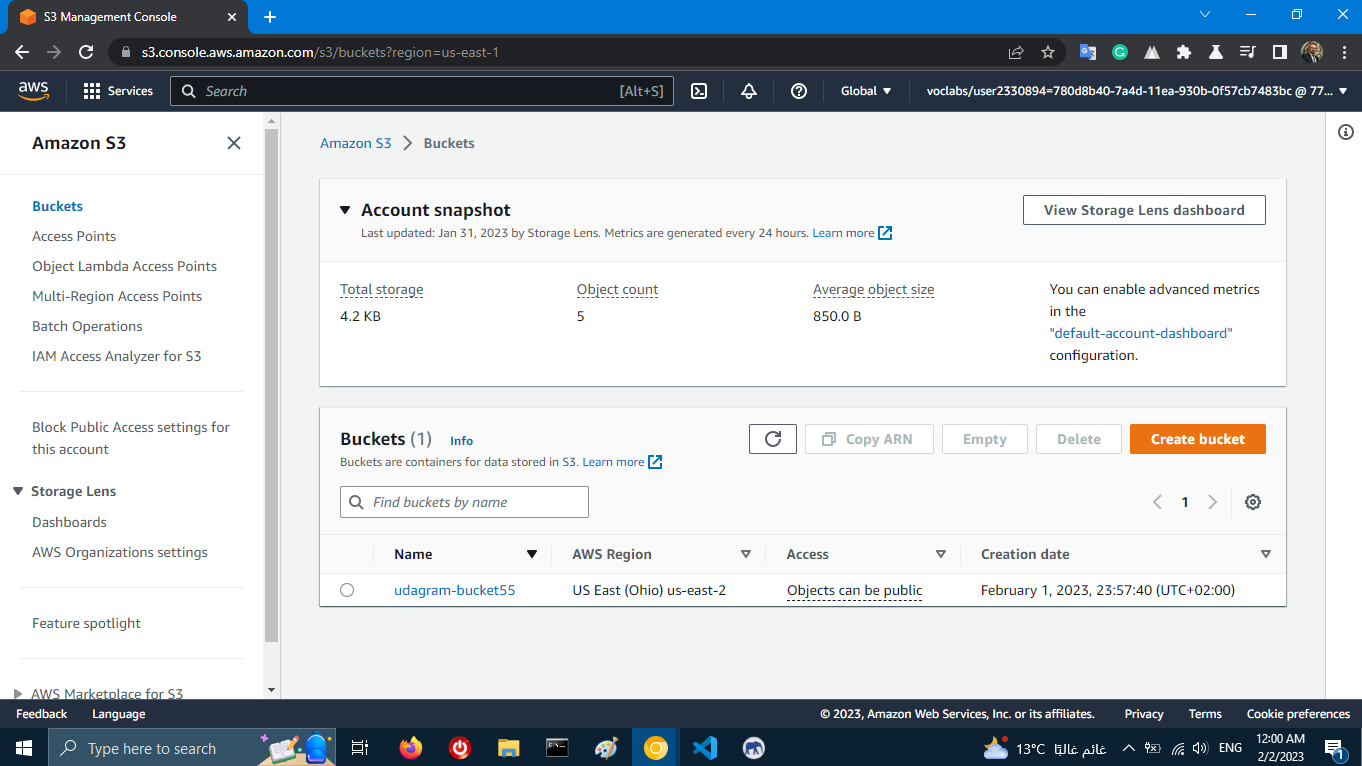 S3 Management Console
s3.console.aws.amazon.com/s3/buckets?region=us-east-1
aws
Services
Search
[Alt+S]
Global
voclabs/user2330894=780d8b40-7a4d-11ea-930b-0f57cb7483bc @ 77...
Amazon S3
Buckets
Access Points
Object Lambda Access Points
Multi-Region Access Points
Batch Operations
IAM Access Analyzer for S3
Block Public Access settings for
this account
Storage Lens
Dashboards
AWS Organizations settings
Feature spotlight
AWS Marketplace for S3
Amazon S3
Buckets
Account snapshot
Last updated: Jan 31, 2023 by Storage Lens. Metrics are generated every 24 hours. Learn more
View Storage Lens dashboard
Total storage
4.2 KB
Object count
5
Average object size
850.0 B
You can enable advanced metrics
in the
"default-account-dashboard"
configuration.
Buckets (1)
Info
Buckets are containers for data stored in S3. Learn more
Copy ARN
Empty
Delete
Create bucket
Find buckets by name
1
Name
AWS Region
Access
Creation date
udagram-bucket55
US East (Ohio) us-east-2
Objects can be public
February 1, 2023, 23:57:40 (UTC+02:00)
Feedback
Language
© 2023, Amazon Web Services, Inc. or its affiliates.
Privacy
Terms
Cookie preferences
Type here to search
13°C غائم غالبًا
ENG
12:00 AM
2/2/2023
1